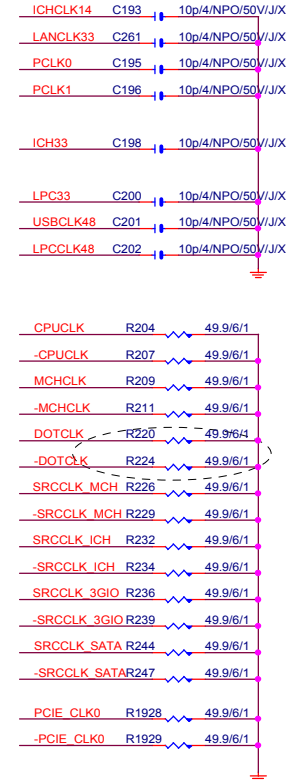 ICHCLK14 C193 10p/4/NPO/50V/J/X
LANCLK33 C261 10p/4/NPO/50V/J/X
PCLK0 C195 10p/4/NPO/50V/J/X
PCLK1 C196 10p/4/NPO/50V/J/X
ICH33 C198 10p/4/NPO/50V/J/X
LPC33 C200 10p/4/NPO/50V/J/X
USBCLK48 C201 10p/4/NPO/50V/J/X
LPCCLK48 C202 10p/4/NPO/50V/J/X
CPUCLK R204 49.9/6/1
-CPUCLK R207 49.9/6/1
MCHCLK R209 49.9/6/1
-MCHCLK R211 49.9/6/1
DOTCLK R220 49.9/6/1
-DOTCLK R224 49.9/6/1
SRCCLK_MCH R226 49.9/6/1
-SRCCLK_MCH R229 49.9/6/1
SRCCLK_ICH R232 49.9/6/1
-SRCCLK_ICH R234 49.9/6/1
SRCCLK_3GIO R236 49.9/6/1
-SRCCLK_3GIO R239 49.9/6/1
SRCCLK_SATA R244 49.9/6/1
-SRCCLK_SATA R247 49.9/6/1
PCIE_CLK0 R1928 49.9/6/1
-PCIE_CLK0 R1929 49.9/6/1